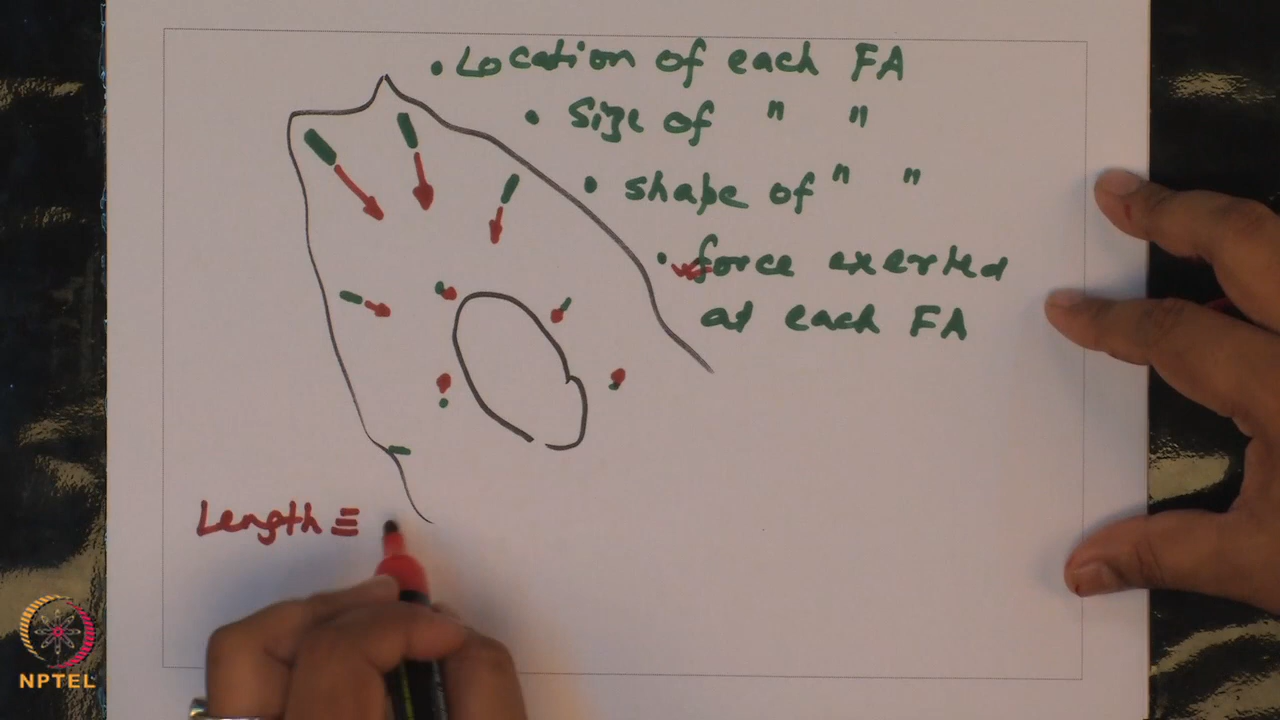 • Location of each FA
• Size of " "
• shape of " "
• force exerted
at each FA
Length ≡
NPTEL